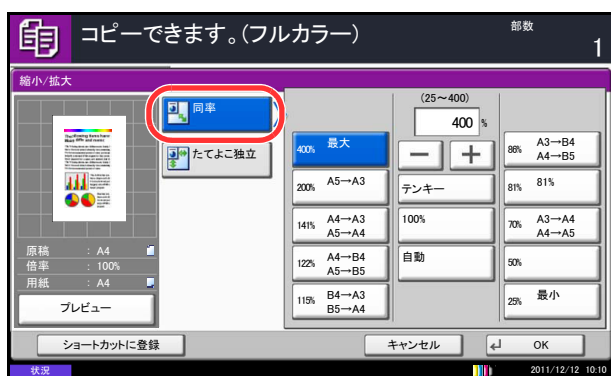 コピーできます。(フルカラー)
部数
1
縮小/拡大
同率
たてよこ独立
(25～400)
400 %
400% 最大
200% A5→A3
141% A4→A3
A5→A4
122% A4→B4
A5→B5
115% B4→A3
B5→A4
テンキー
100%
自動
86% A3→B4
A4→B5
81% 81%
70% A3→A4
A4→A5
50%
25% 最小
原稿 : A4
倍率 : 100%
用紙 : A4
プレビュー
ショートカットに登録
キャンセル
OK
状況
2011/12/12 10:10